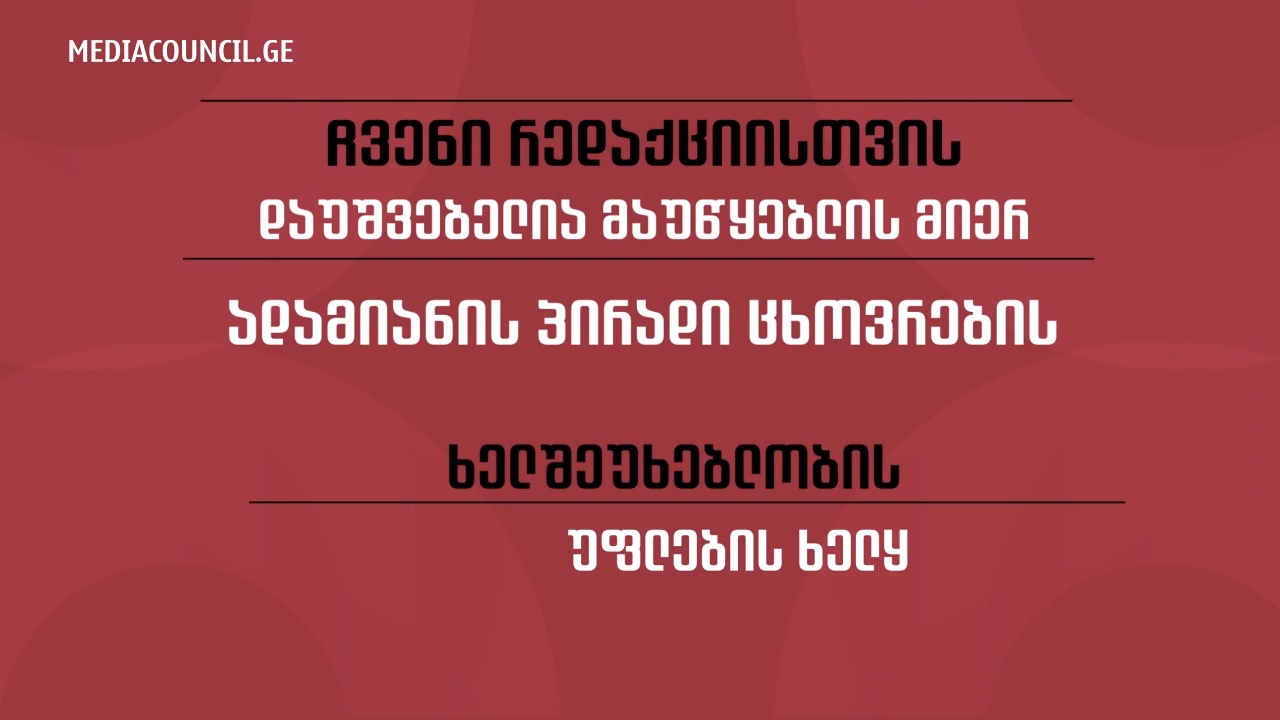 MEDIACOUNCIL.GE
ჩვენი რედაქციისთვის
დაუშვებელია მაუწყებლის მიერ
ადამიანის პირადი ცხოვრების
ხელშეუხებლობის
უფლების ხელყ